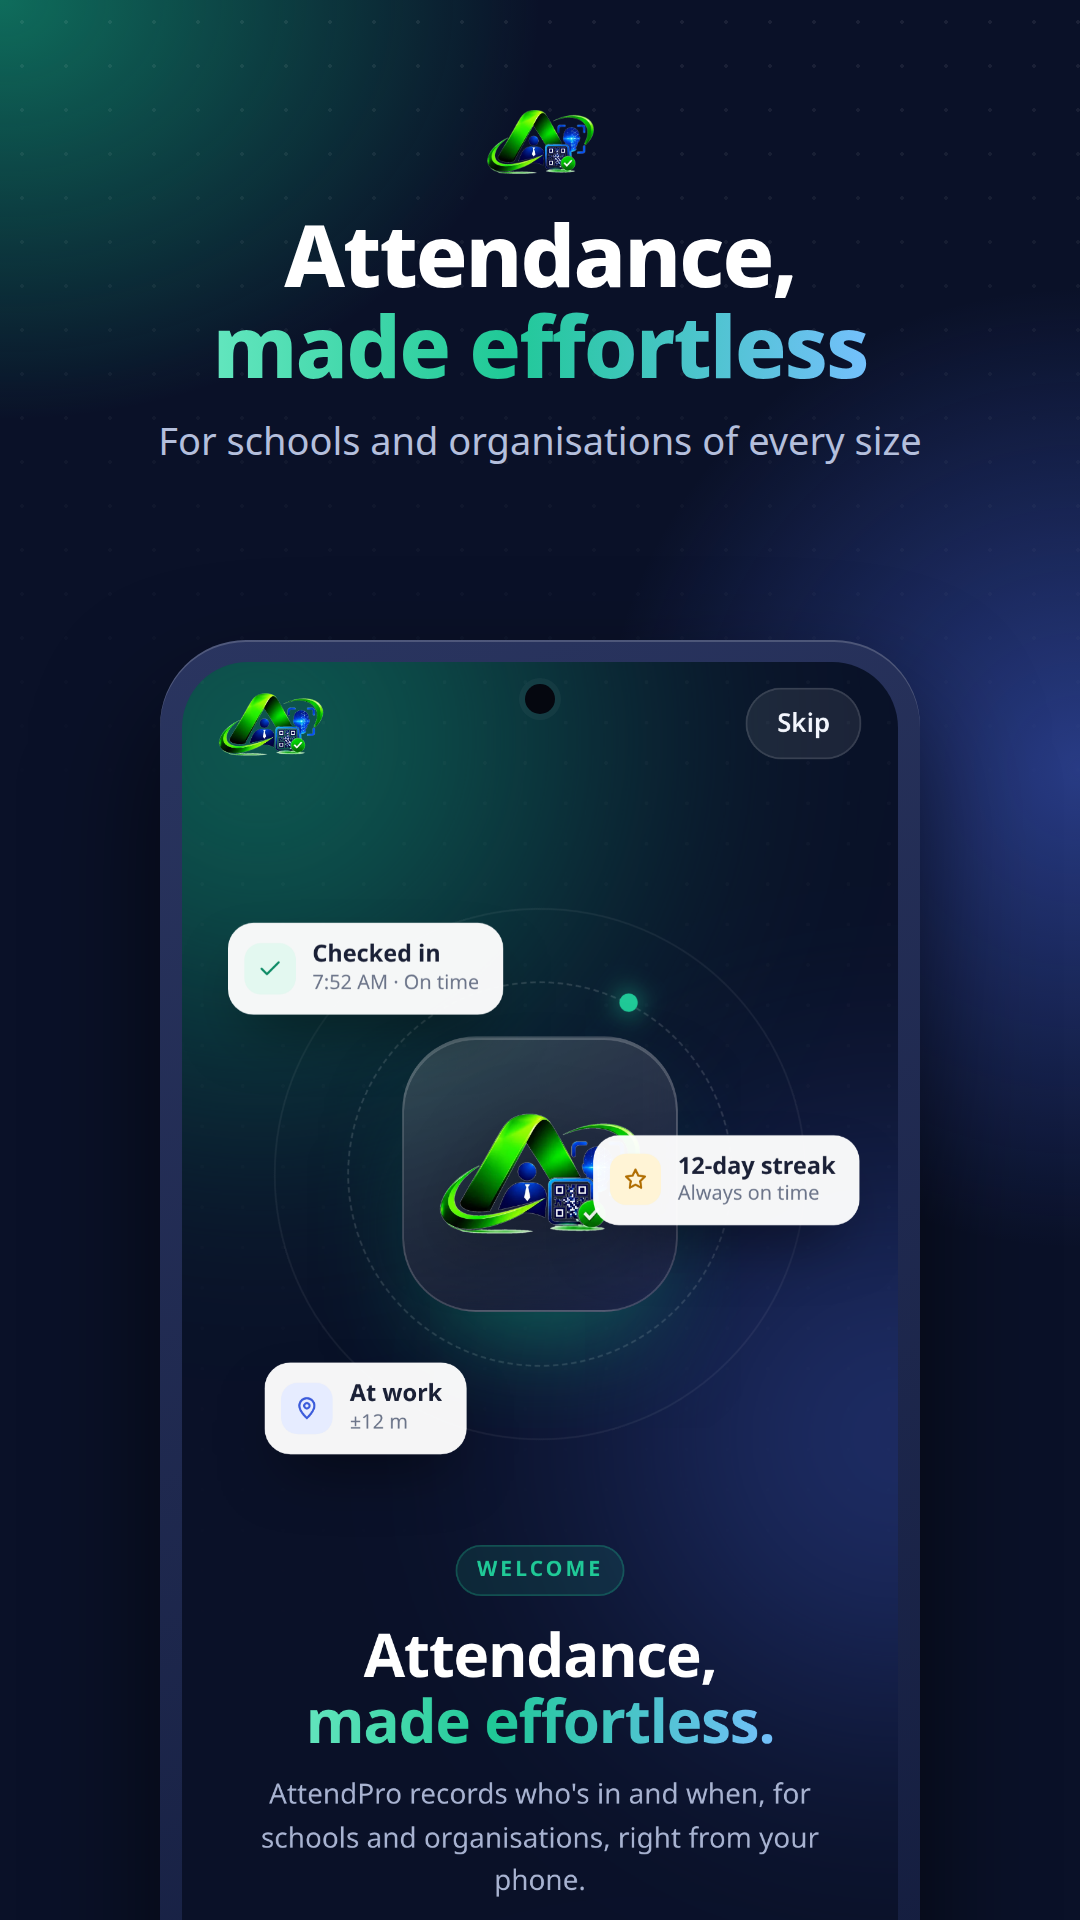 Attendance,
made effortless
For schools and organisations of every size
Skip
Checked in
7:52 AM · On time
12-day streak
Always on time
At work
±12 m
WELCOME
Attendance,
made effortless.
AttendPro records who's in and when, for
schools and organisations, right from your
phone.